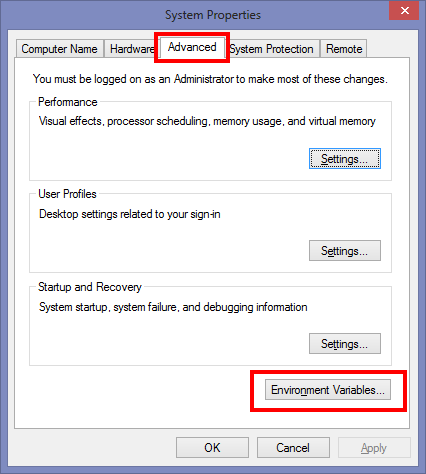 System Properties
Computer Name Hardware Advanced System Protection Remote
You must be logged on as an Administrator to make most of these changes.
Performance
Visual effects, processor scheduling, memory usage, and virtual memory
Settings...
User Profiles
Desktop settings related to your sign-in
Settings...
Startup and Recovery
System startup, system failure, and debugging information
Settings...
Environment Variables...
OK Cancel Apply